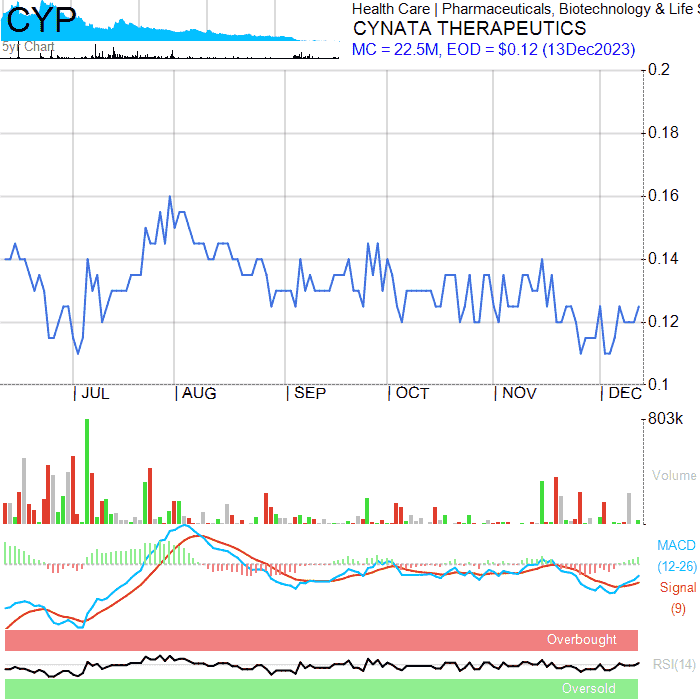 CYP
5yr Chart
Health Care | Pharmaceuticals, Biotechnology & Life S
CYNATA THERAPEUTICS
MC = 22.5M, EOD = $0.12 (13Dec2023)
0.2
0.18
0.16
0.14
0.12
0.1
| JUL | AUG | SEP | OCT | NOV | DEC
803k
Volume
MACD
(12-26)
Signal
(9)
Overbought
RSI(14)
Oversold